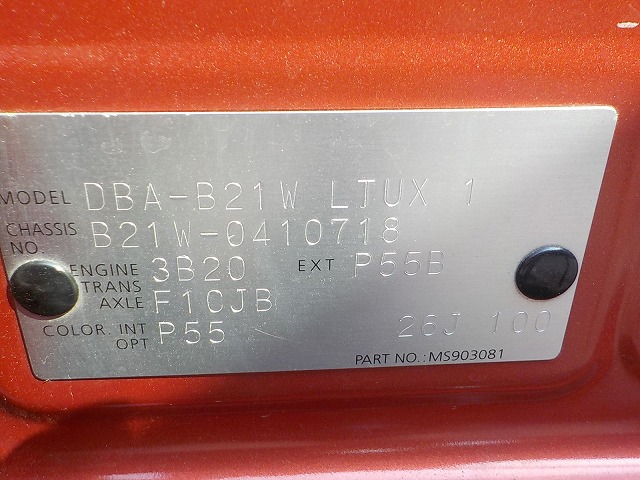 MODEL DBA-B21W LTUX 1
CHASSIS NO. B21W-0410718
ENGINE 3B20 EXT P55B
TRANS AXLE F1CJB
COLOR. INT OPT P55 26J 100
PART NO.:MS903081